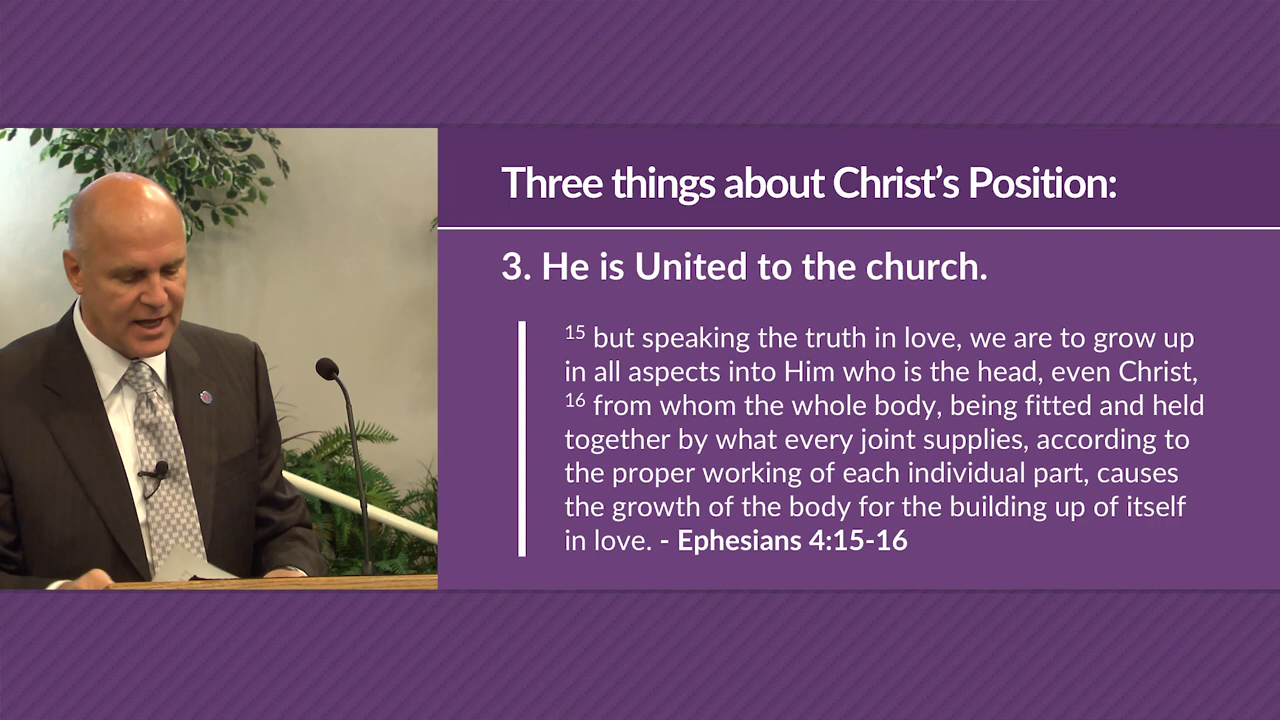 Three things about Christ’s Position:
3. He is United to the church.
15 but speaking the truth in love, we are to grow up
in all aspects into Him who is the head, even Christ,
16 from whom the whole body, being fitted and held
together by what every joint supplies, according to
the proper working of each individual part, causes
the growth of the body for the building up of itself
in love. - Ephesians 4:15-16